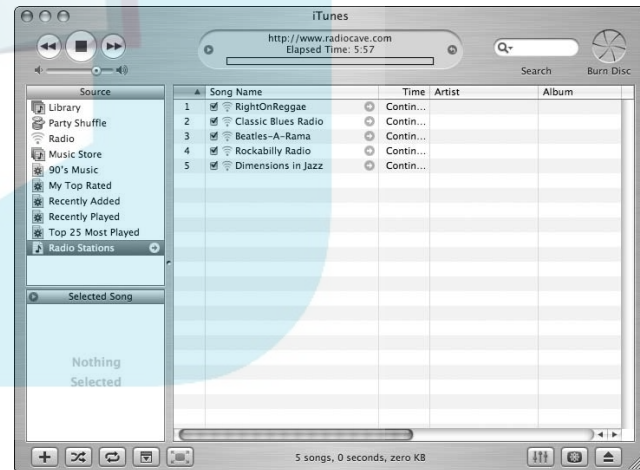 iTunes
http://www.radiocave.com
Elapsed Time: 5:57
Search
Burn Disc
Source
Library
Party Shuffle
Radio
Music Store
90's Music
My Top Rated
Recently Added
Recently Played
Top 25 Most Played
Radio Stations
Selected Song
Nothing
Selected
Song Name Time Artist Album
1 RightOnReggae Contin...
2 Classic Blues Radio Contin...
3 Beatles-A-Rama Contin...
4 Rockabilly Radio Contin...
5 Dimensions in Jazz Contin...
5 songs, 0 seconds, zero KB